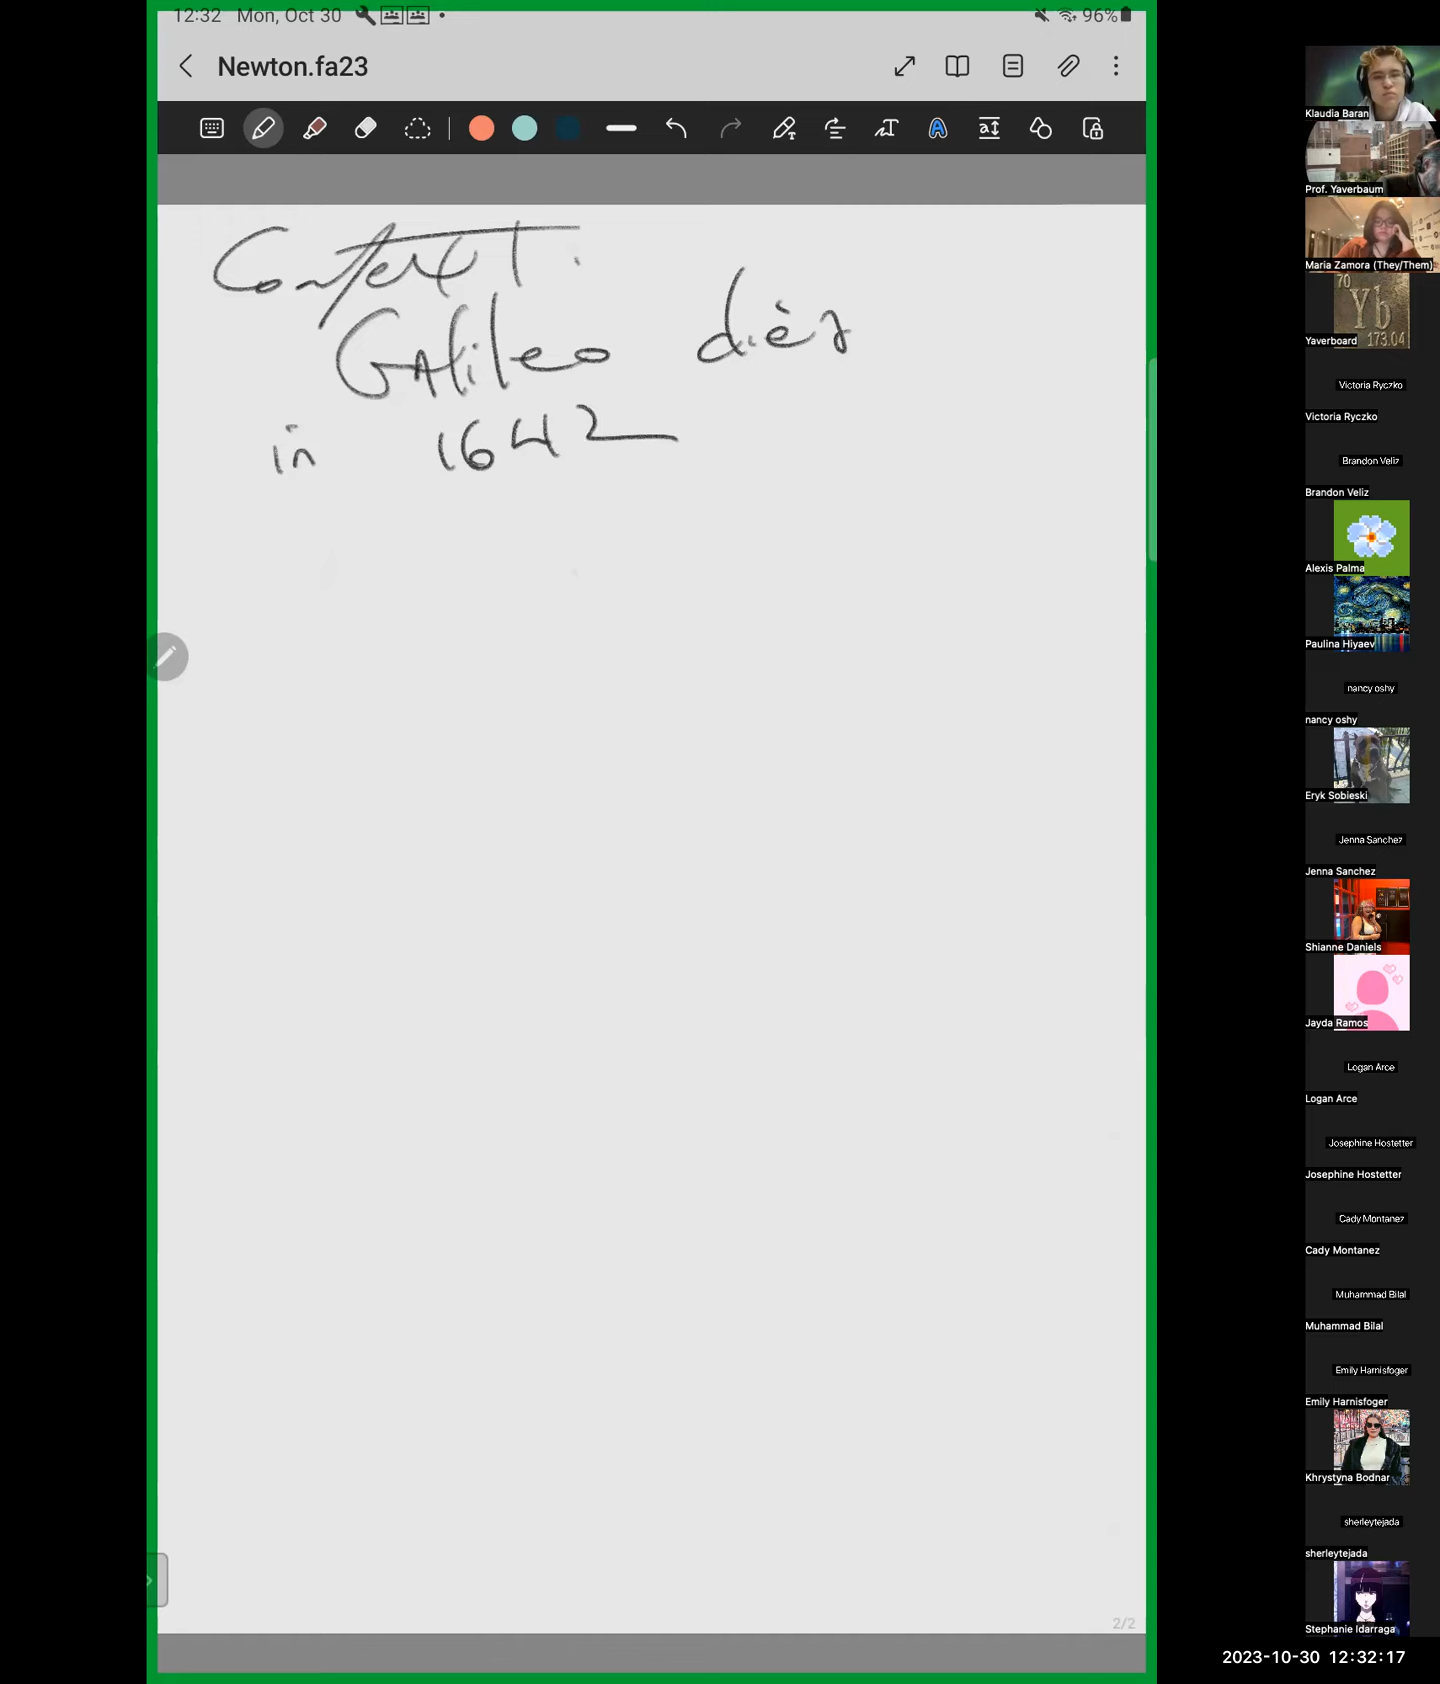 12:32 Mon, Oct 30
96%
Newton.fa23
Context:
Galileo dies
in 1642
2/2
Klaudia Baran
Prof. Yaverbaum
Maria Zamora (They/Them)
70
Yb
173.04
Yaverboard
Victoria Ryczko
Victoria Ryczko
Brandon Veliz
Brandon Veliz
Alexis Palma
Paulina Hiyaev
nancy oshy
nancy oshy
Eryk Sobieski
Jenna Sanchez
Jenna Sanchez
Shianne Daniels
Jayda Ramos
Logan Arce
Logan Arce
Josephine Hostetter
Josephine Hostetter
Cady Montanez
Cady Montanez
Muhammad Bilal
Muhammad Bilal
Emily Harnisfoger
Emily Harnisfoger
Khrystyna Bodnar
sherleytejada
sherleytejada
Stephanie Idarraga
2023-10-30 12:32:17